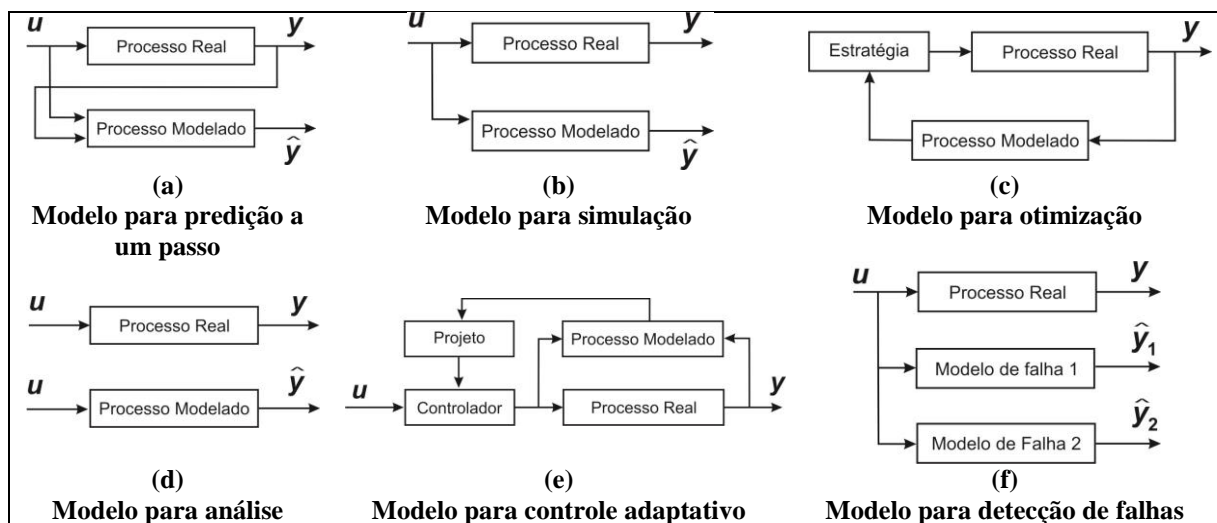 u
y
Processo Real
Processo Modelado
ŷ
(a)
Modelo para predição a
um passo
u
y
Processo Real
Processo Modelado
ŷ
(b)
Modelo para simulação
y
Estratégia
Processo Real
Processo Modelado
(c)
Modelo para otimização
u
y
Processo Real
u
ŷ
Processo Modelado
(d)
Modelo para análise
Projeto
Processo Modelado
u
y
Controlador
Processo Real
(e)
Modelo para controle adaptativo
u
y
Processo Real
ŷ₁
Modelo de falha 1
ŷ₂
Modelo de Falha 2
(f)
Modelo para detecção de falhas